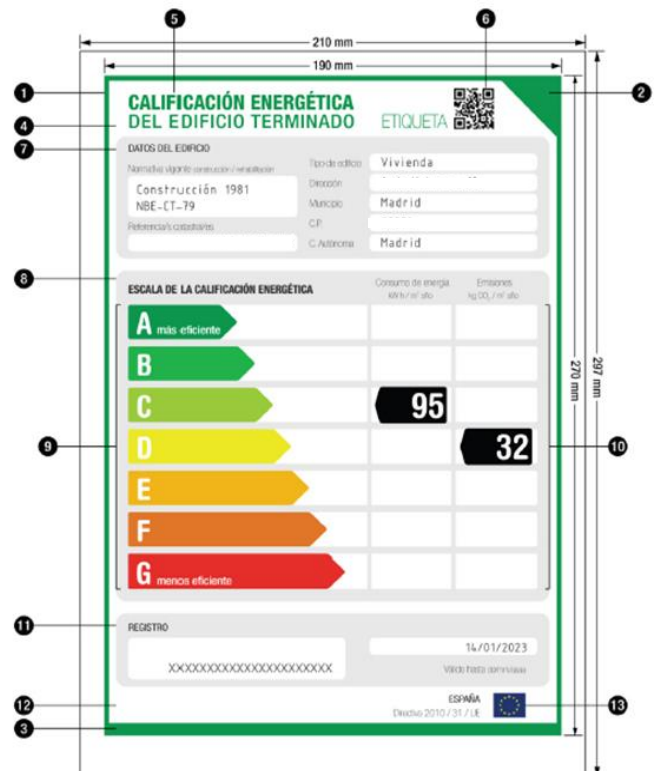 5
6
210 mm
190 mm
1
2
CALIFICACIÓN ENERGÉTICA
4
DEL EDIFICIO TERMINADO
ETIQUETA
7
DATOS DEL EDIFICIO
Normativa vigente construcción / rehabilitación
Construcción 1981
NBE-CT-79
Referencia/s catastral/es
Tipo de edificio
Vivienda
Dirección
Municipio
Madrid
C.P.
C. Autónoma
Madrid
8
ESCALA DE LA CALIFICACIÓN ENERGÉTICA
Consumo de energía
kW h / m² año
Emisiones
kg CO₂ / m² año
A más eficiente
B
C
95
D
32
E
F
G menos eficiente
9
10
270 mm
297 mm
11
REGISTRO
XXXXXXXXXXXXXXXXXXXXXX
14/01/2023
Válido hasta dd/mm/aaaa
12
ESPAÑA
Directiva 2010 / 31 / UE
13
3